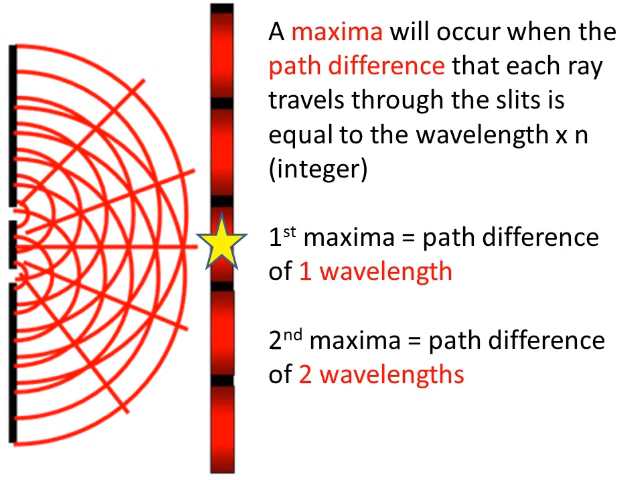 A maxima will occur when the
path difference that each ray
travels through the slits is
equal to the wavelength x n
(integer)
1st maxima = path difference
of 1 wavelength
2nd maxima = path difference
of 2 wavelengths